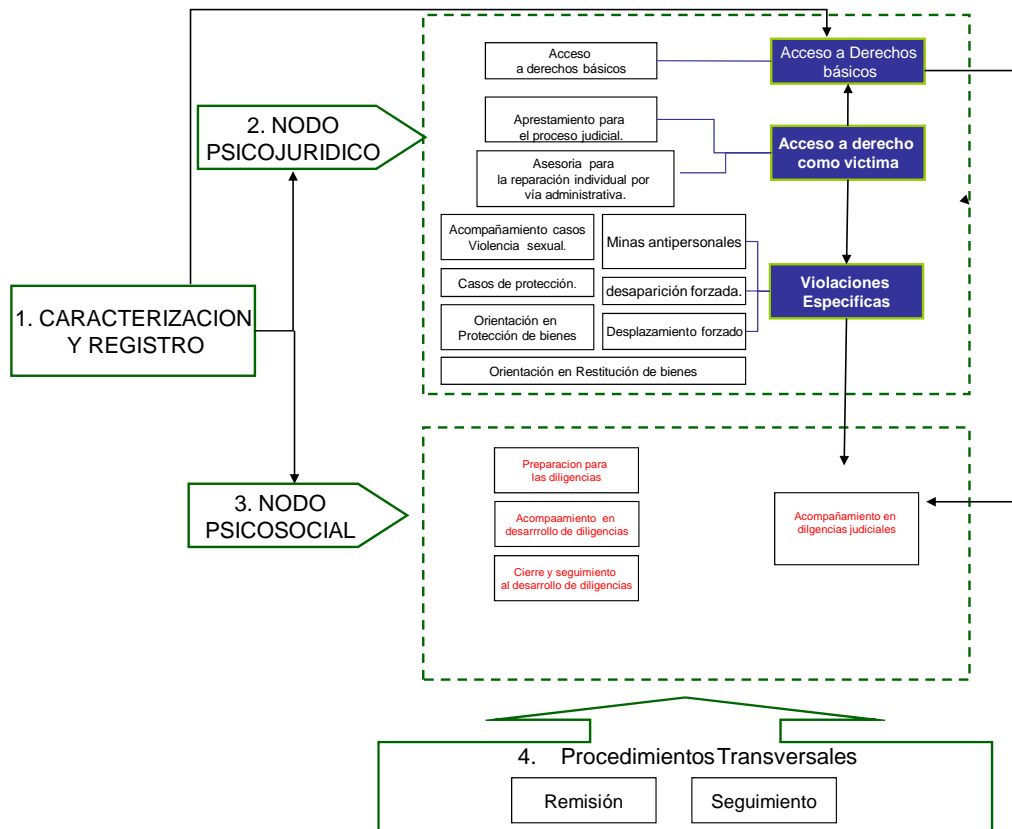 Acceso
a derechos básicos
Acceso a Derechos
básicos
2. NODO
PSICOJURIDICO
Aprestamiento para
el proceso judicial.
Acceso a derecho
como victima
Asesoria para
la reparación individual por
vía administrativa.
Acompañamiento casos
Violencia sexual.
Minas antipersonales
Casos de protección.
desaparición forzada.
Violaciones
Especificas
1. CARACTERIZACION
Y REGISTRO
Orientación en
Protección de bienes
Desplazamiento forzado
Orientación en Restitución de bienes
3. NODO
PSICOSOCIAL
Preparacion para
las diligencias
Acompaamiento en
desarrrollo de diligencias
Cierre y seguimiento
al desarrollo de diligencias
Acompañamiento en
dilgencias judiciales
4. Procedimientos Transversales
Remisión
Seguimiento